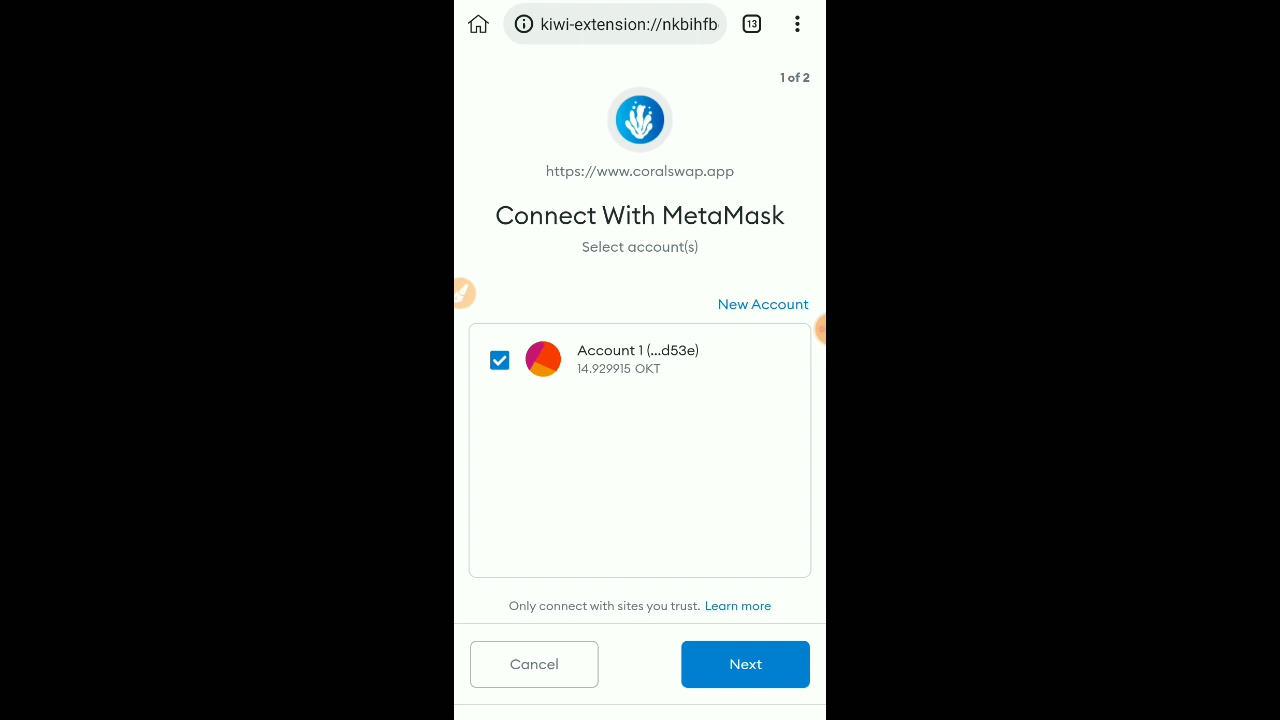 kiwi-extension://nkbihfb
13
1 of 2
https://www.coralswap.app
Connect With MetaMask
Select account(s)
New Account
Account 1 (...d53e)
14.929915 OKT
Only connect with sites you trust. Learn more
Cancel
Next